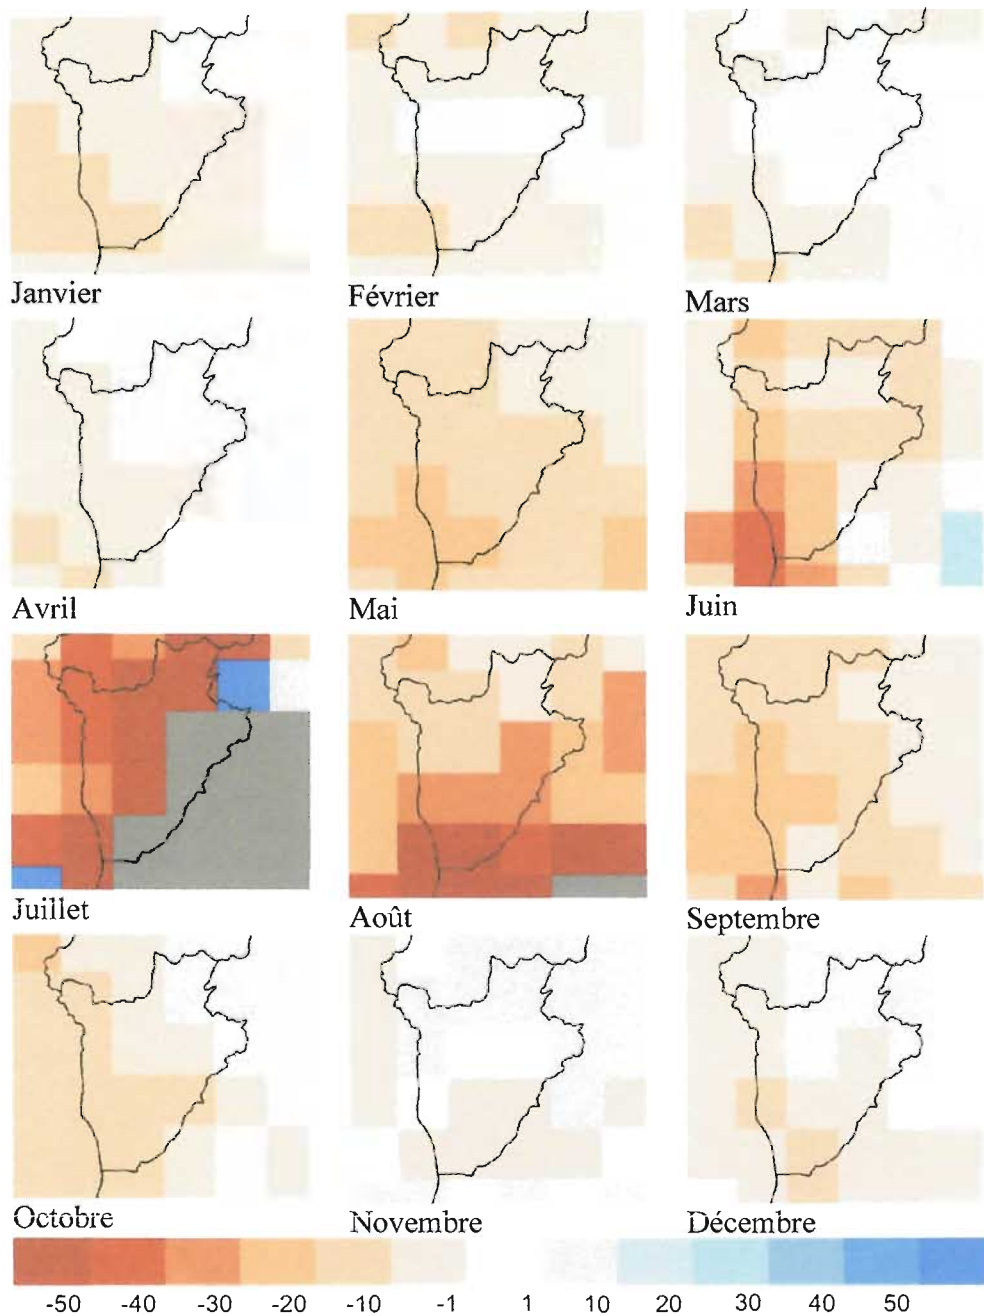 Janvier
Février
Mars
Avril
Mai
Juin
Juillet
Août
Septembre
Octobre
Novembre
Décembre
-50 -40 -30 -20 -10 -1 1 10 20 30 40 50